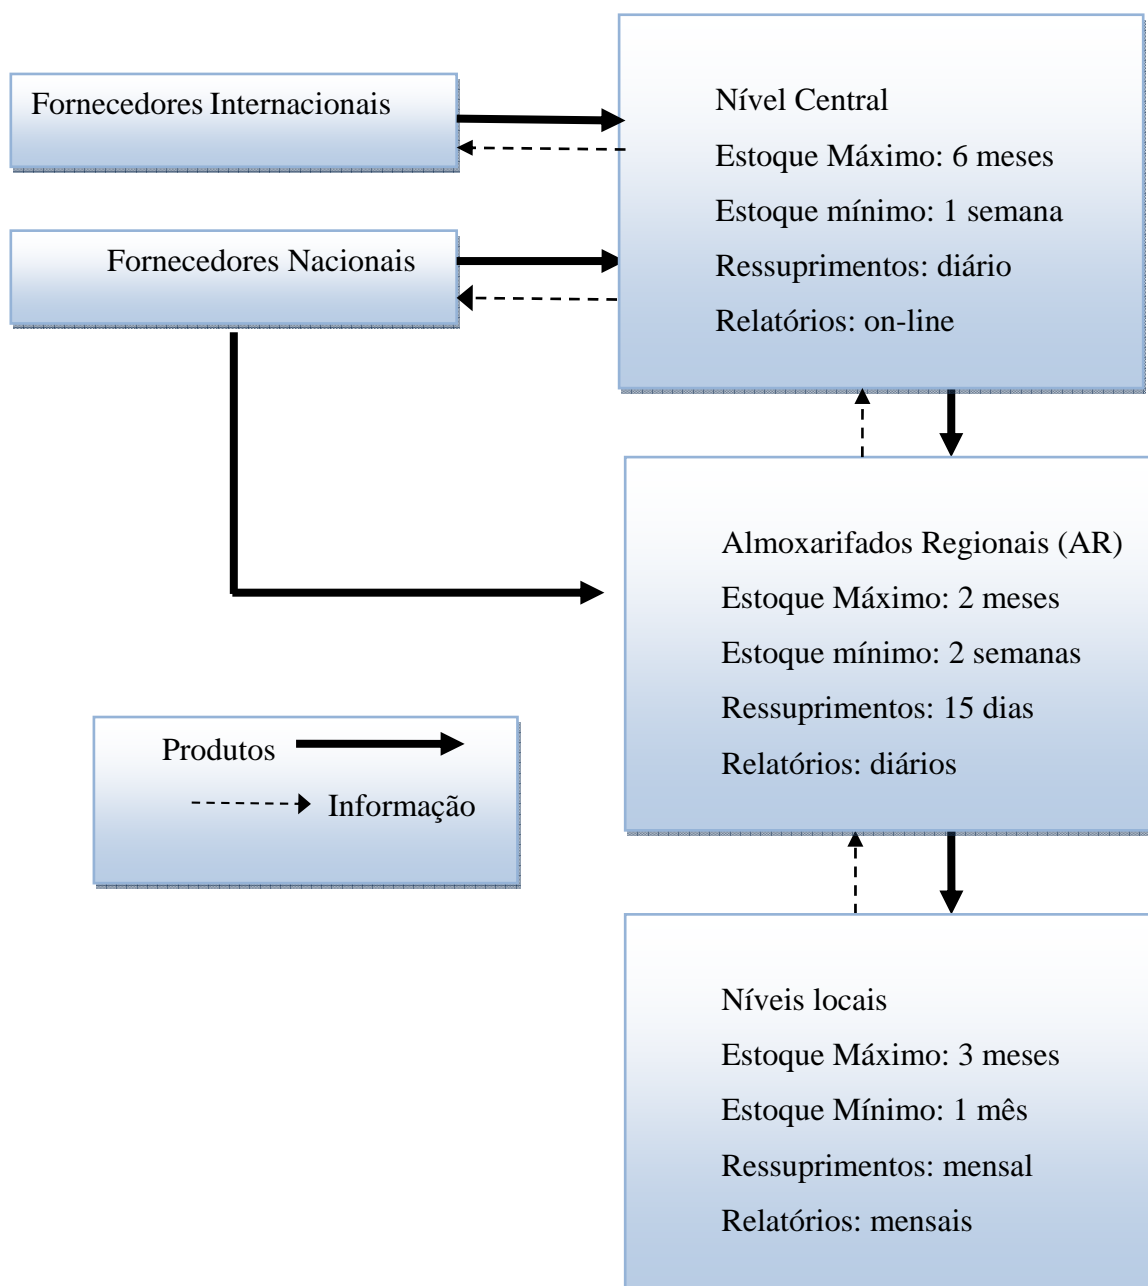 Fornecedores Internacionais
Fornecedores Nacionais
Nível Central
Estoque Máximo: 6 meses
Estoque mínimo: 1 semana
Ressuprimentos: diário
Relatórios: on-line
Almoxarifados Regionais (AR)
Estoque Máximo: 2 meses
Estoque mínimo: 2 semanas
Ressuprimentos: 15 dias
Relatórios: diários
Produtos
Informação
Níveis locais
Estoque Máximo: 3 meses
Estoque Mínimo: 1 mês
Ressuprimentos: mensal
Relatórios: mensais